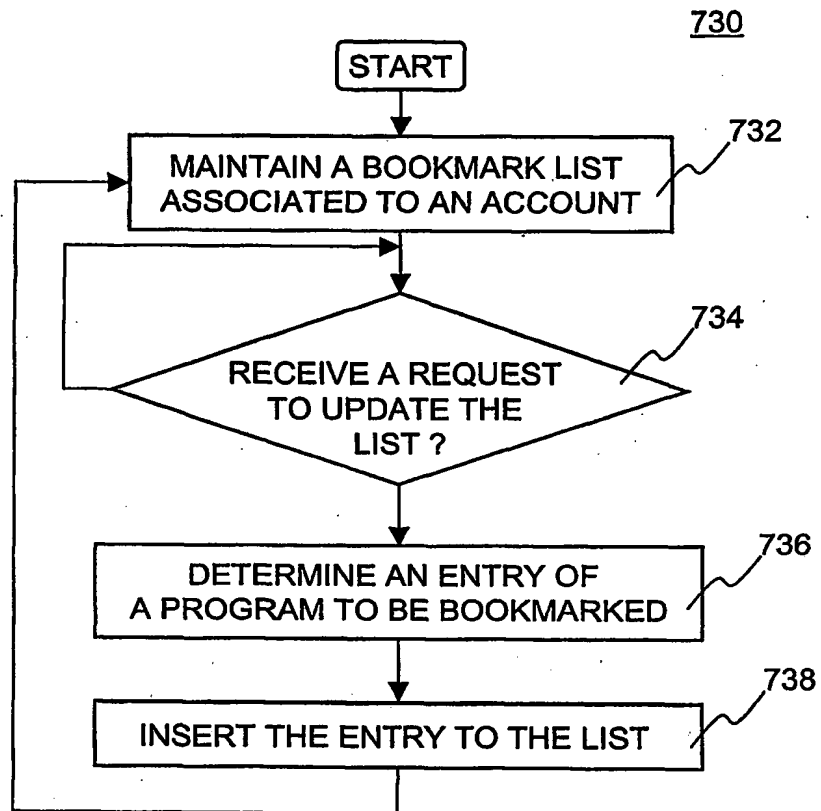 730
START
732
MAINTAIN A BOOKMARK LIST
ASSOCIATED TO AN ACCOUNT
734
RECEIVE A REQUEST
TO UPDATE THE
LIST ?
736
DETERMINE AN ENTRY OF
A PROGRAM TO BE BOOKMARKED
738
INSERT THE ENTRY TO THE LIST